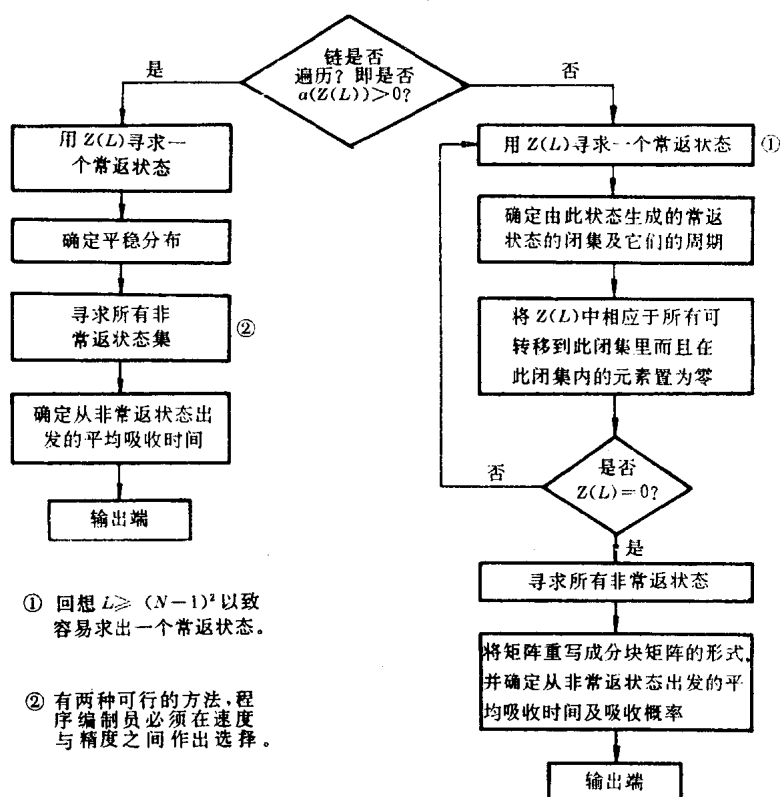 链是否
遍历？即是否
α(Z(L))>0?
是
否
用 Z(L)寻求一
个常返状态
确定平稳分布
寻求所有非
常返状态集
②
确定从非常返状态出
发的平均吸收时间
输出端
用 Z(L)寻求一个常返状态
①
确定由此状态生成的常返
状态的闭集及它们的周期
将 Z(L)中相应于所有可
转移到此闭集里而且在
此闭集内的元素置为零
否
是否
Z(L)=0?
是
寻求所有非常返状态
将矩阵重写成分块矩阵的形式,
并确定从非常返状态出发的平
均吸收时间及吸收概率
输出端
① 回想 L⩾ (N−1)² 以致
容易求出一个常返状态。
② 有两种可行的方法,程
序编制员必须在速度
与精度之间作出选择。